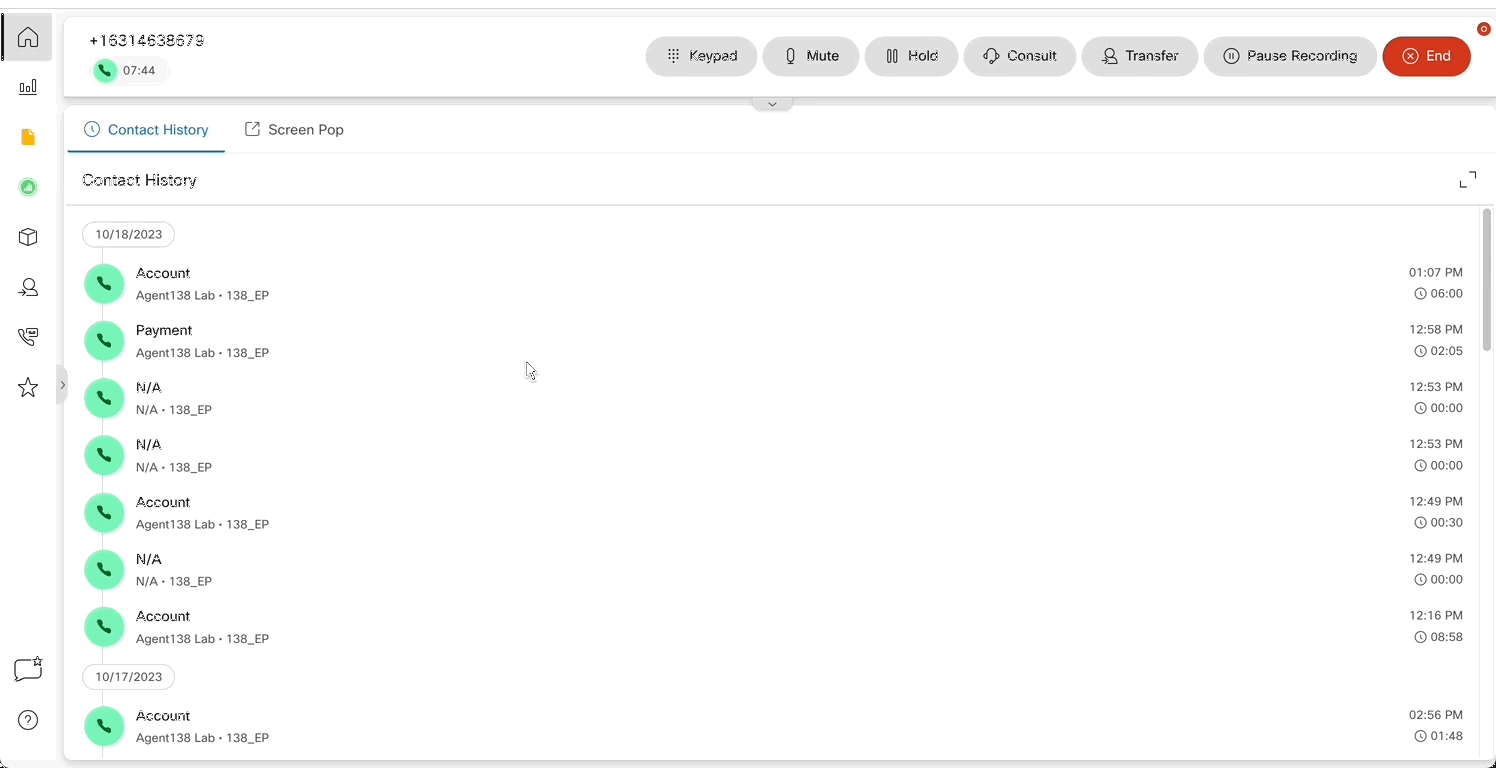 +16314638679
07:44
Keypad
Mute
Hold
Consult
Transfer
Pause Recording
End
Contact History
Screen Pop
Contact History
10/18/2023
Account 01:07 PM
Agent138 Lab • 138_EP 06:00
Payment 12:58 PM
Agent138 Lab • 138_EP 02:05
N/A 12:53 PM
N/A • 138_EP 00:00
N/A 12:53 PM
N/A • 138_EP 00:00
Account 12:49 PM
Agent138 Lab • 138_EP 00:30
N/A 12:49 PM
N/A • 138_EP 00:00
Account 12:16 PM
Agent138 Lab • 138_EP 08:58
10/17/2023
Account 02:56 PM
Agent138 Lab • 138_EP 01:48